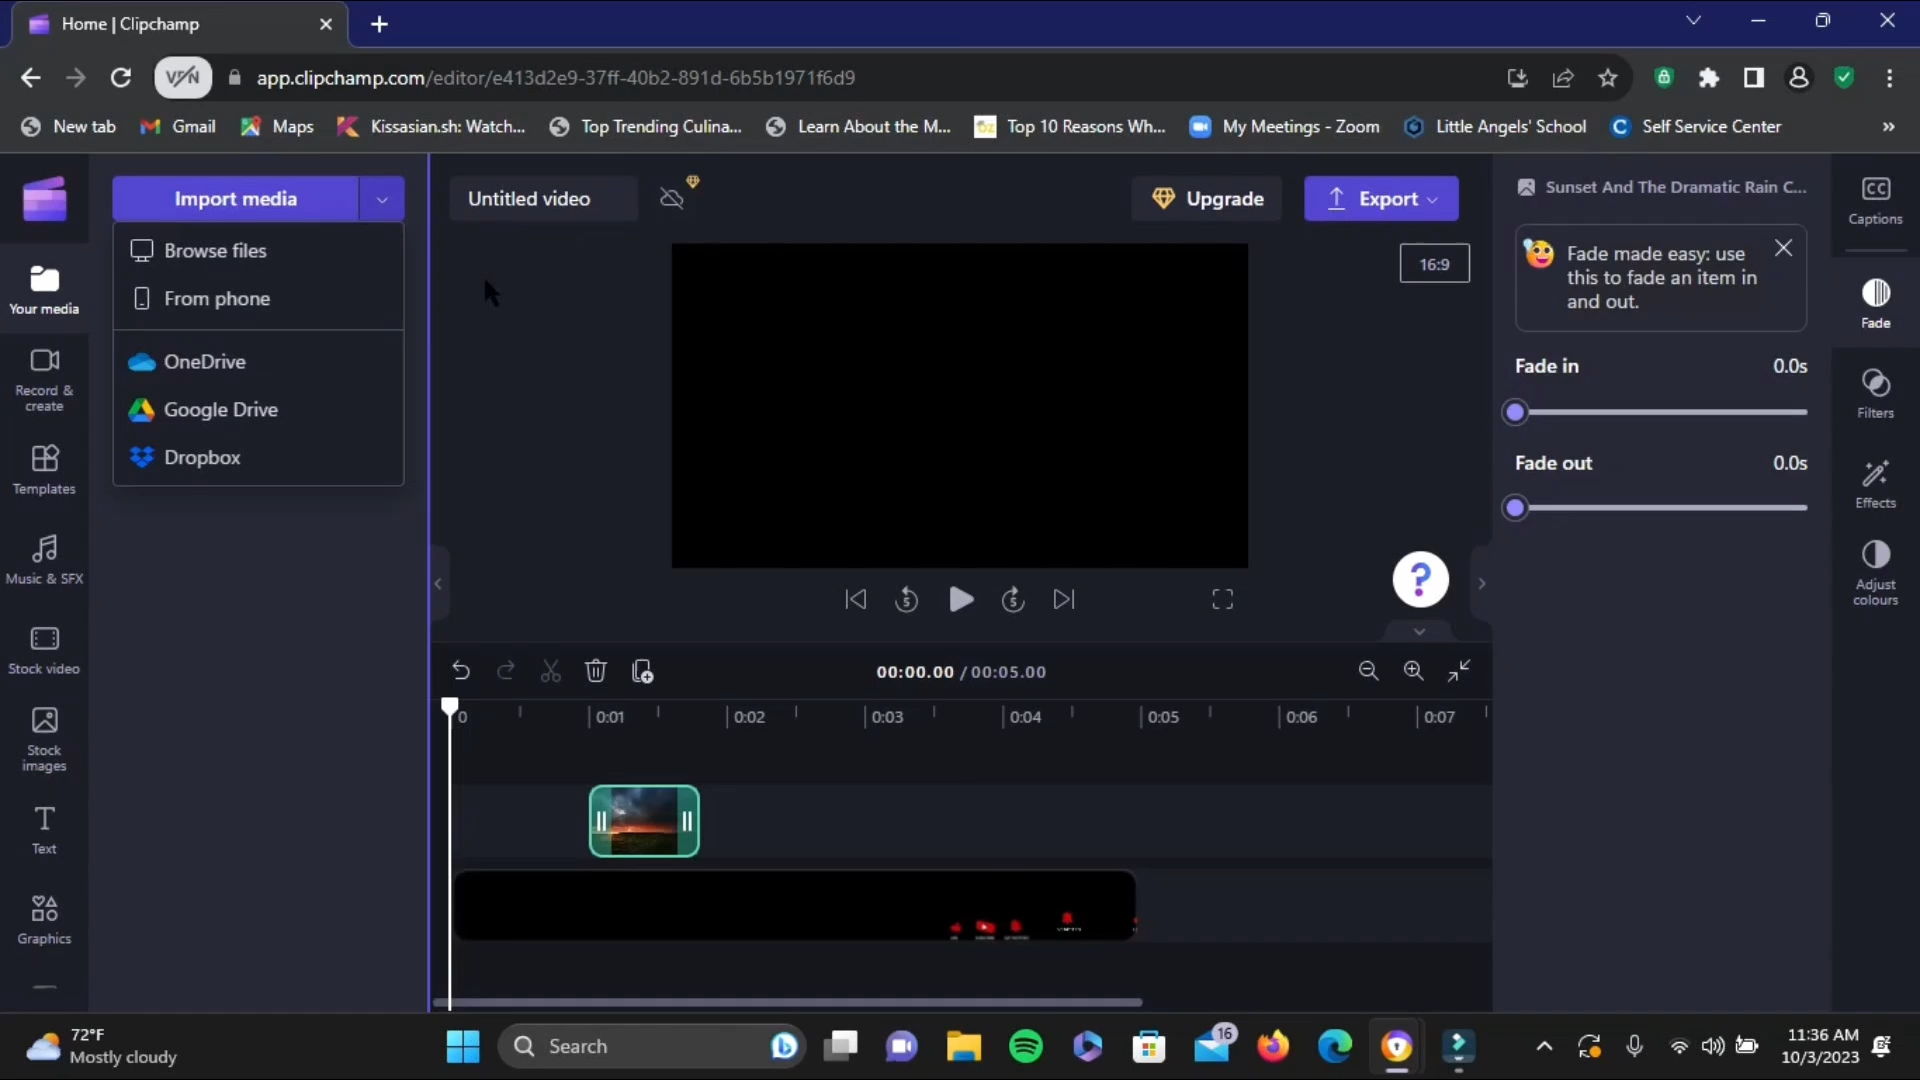 Home | Clipchamp
VPN
app.clipchamp.com/editor/e413d2e9-37ff-40b2-891d-6b5b1971f6d9
New tab
Gmail
Maps
Kissasian.sh: Watch...
Top Trending Culina...
Learn About the M...
Top 10 Reasons Wh...
My Meetings - Zoom
Little Angels' School
Self Service Center
»
Import media
Browse files
From phone
OneDrive
Google Drive
Dropbox
Your media
Record &
create
Templates
Music & SFX
Stock video
Stock
images
Text
Graphics
Untitled video
Upgrade
Export
16:9
5
5
?
00:00.00 / 00:05.00
0
0:01
0:02
0:03
0:04
0:05
0:06
0:07
Sunset And The Dramatic Rain C...
Fade made easy: use
this to fade an item in
and out.
Fade in
0.0s
Fade out
0.0s
CC
Captions
Fade
Filters
Effects
Adjust
colours
72°F
Mostly cloudy
Search
16
11:36 AM
10/3/2023